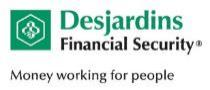 Desjardins
Financial Security®
Money working for people